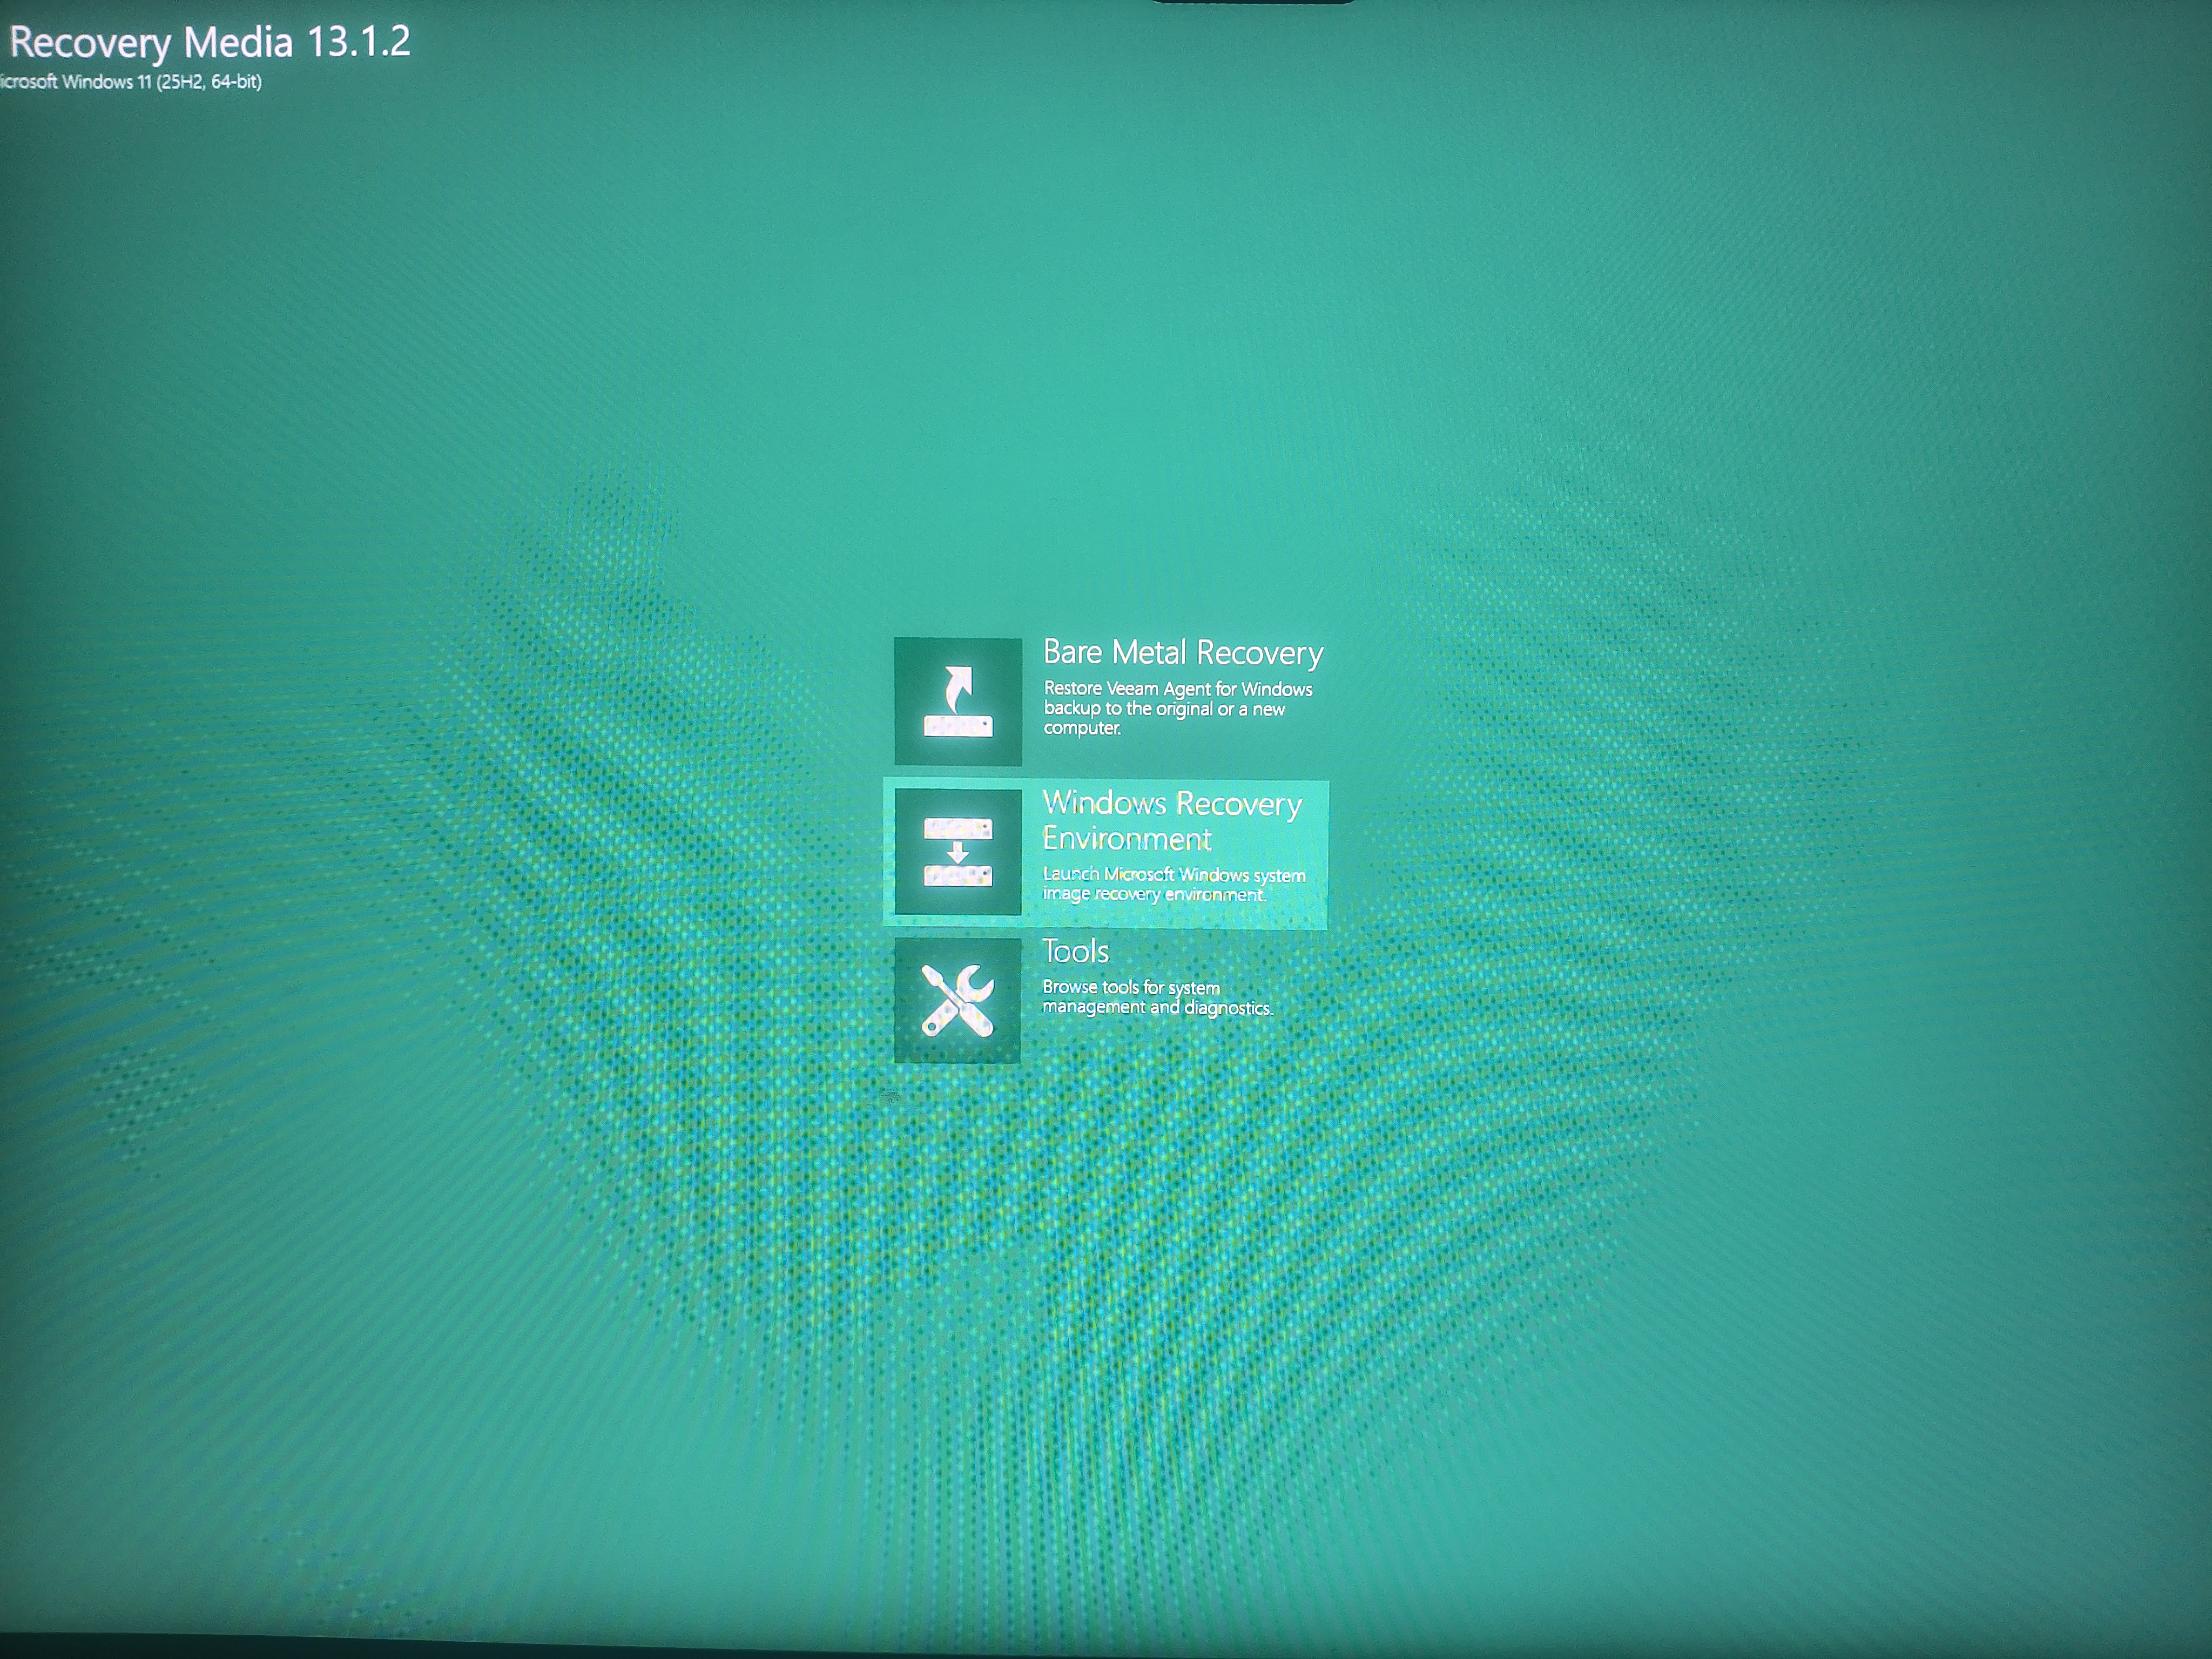 Recovery Media 13.1.2
icrosoft Windows 11 (25H2, 64-bit)
Bare Metal Recovery
Restore Veeam Agent for Windows
backup to the original or a new
computer.
Windows Recovery
Environment
Launch Microsoft Windows system
image recovery environment.
Tools
Browse tools for system
management and diagnostics.